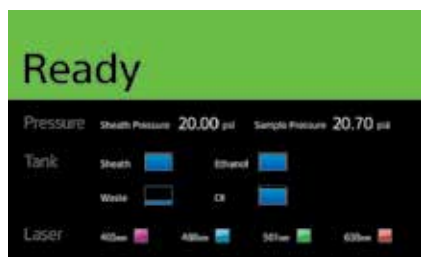 Ready
Pressure Sheath Pressure 20.00 psi Sample Pressure 20.70 psi
Tank Sheath Ethanol
Waste DI
Laser 405nm 488nm 561nm 638nm